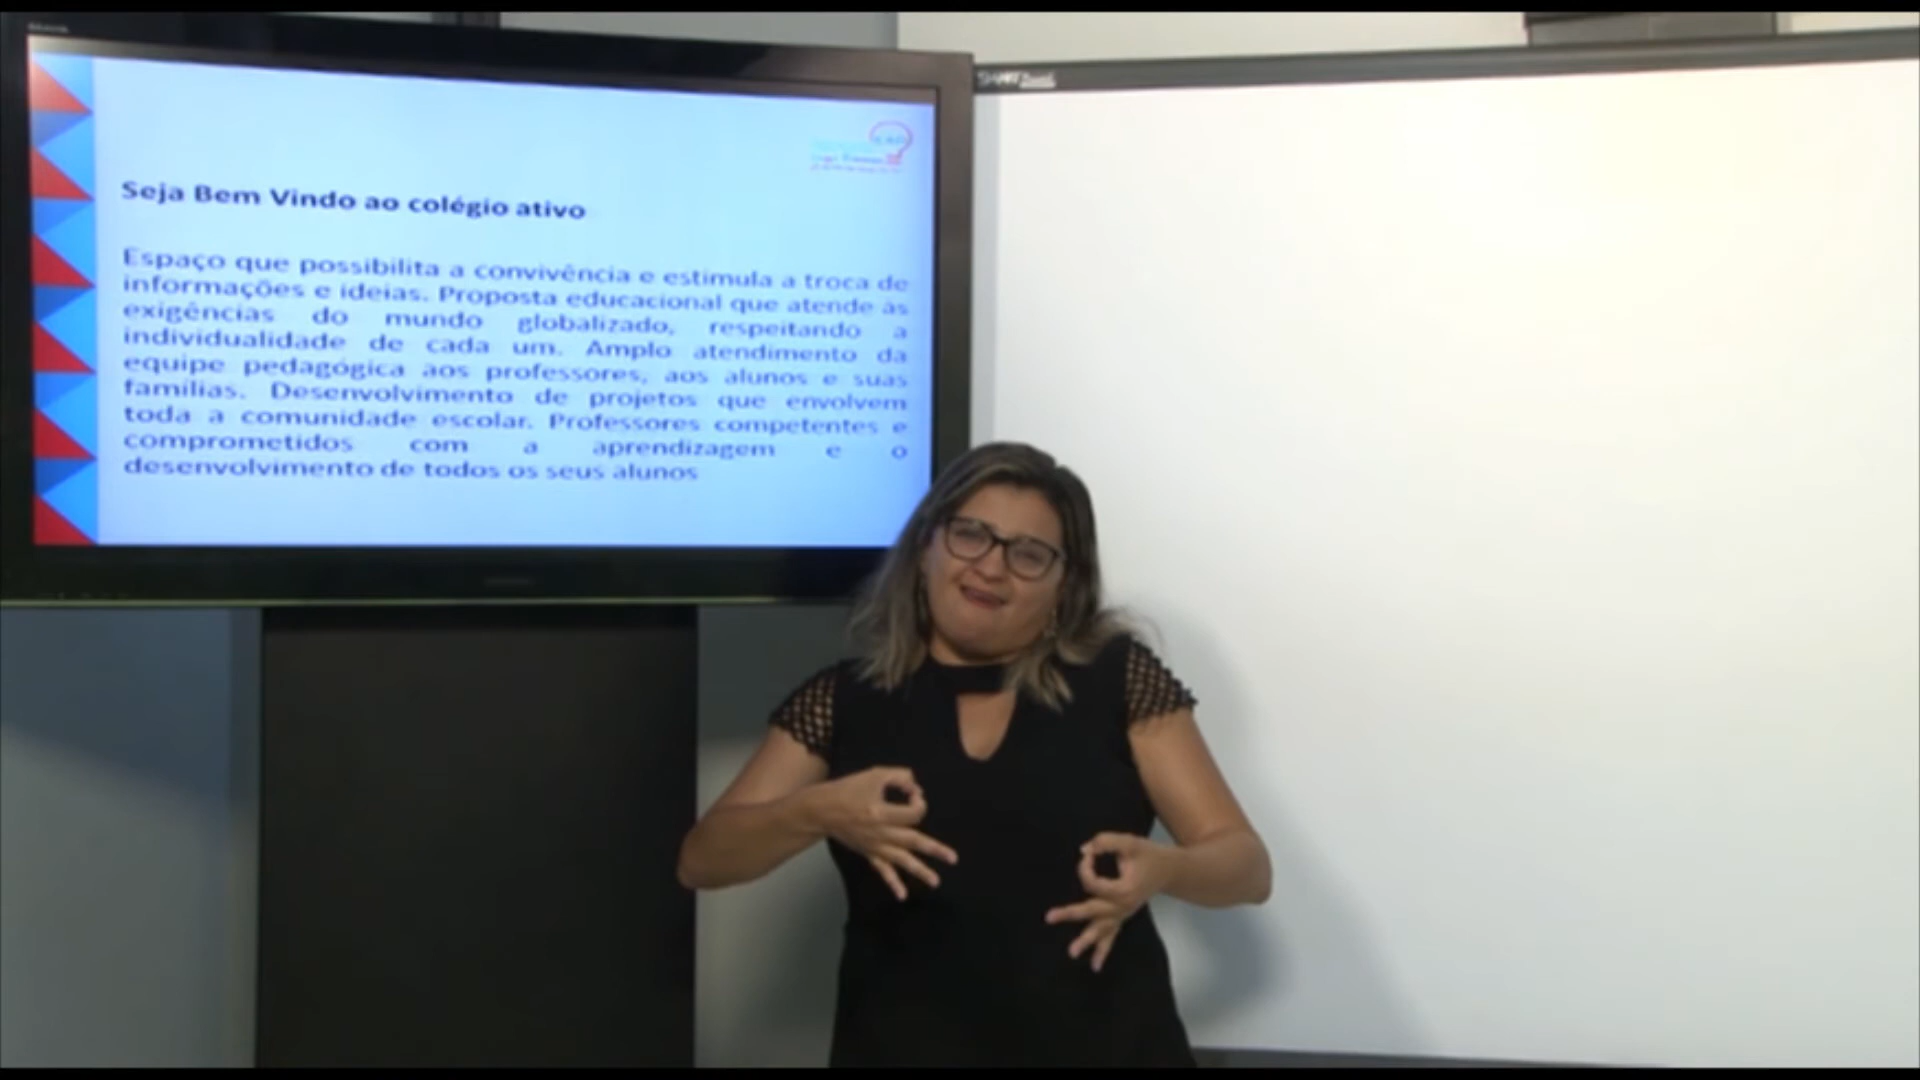 SMART Board
Seja Bem Vindo ao colégio ativo
Espaço que possibilita a convivência e estimula a troca de
informações e ideias. Proposta educacional que atende às
exigências do mundo globalizado, respeitando a
individualidade de cada um. Amplo atendimento da
equipe pedagógica aos professores, aos alunos e suas
famílias. Desenvolvimento de projetos que envolvem
toda a comunidade escolar. Professores competentes e
comprometidos com a aprendizagem e o
desenvolvimento de todos os seus alunos